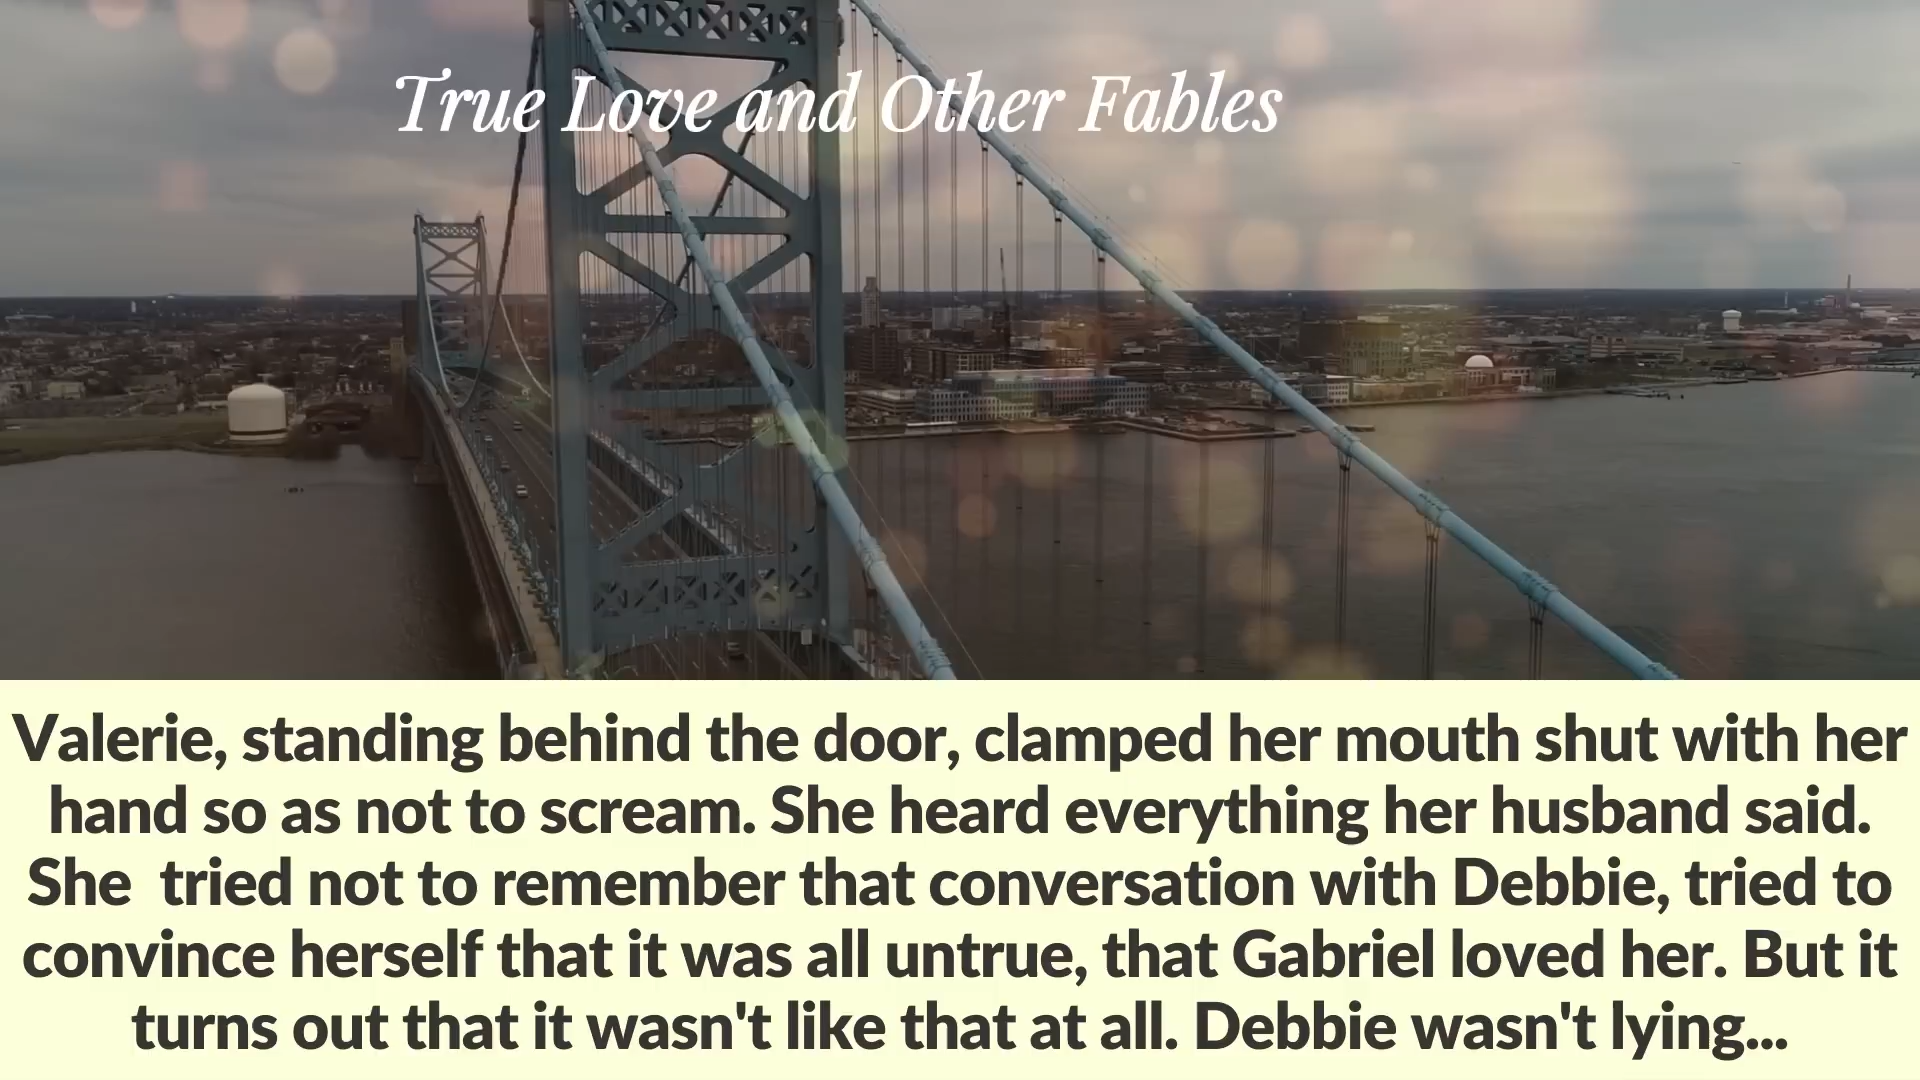 True Love and Other Fables
Valerie, standing behind the door, clamped her mouth shut with her
hand so as not to scream. She heard everything her husband said.
She  tried not to remember that conversation with Debbie, tried to
convince herself that it was all untrue, that Gabriel loved her. But it
turns out that it wasn't like that at all. Debbie wasn't lying...